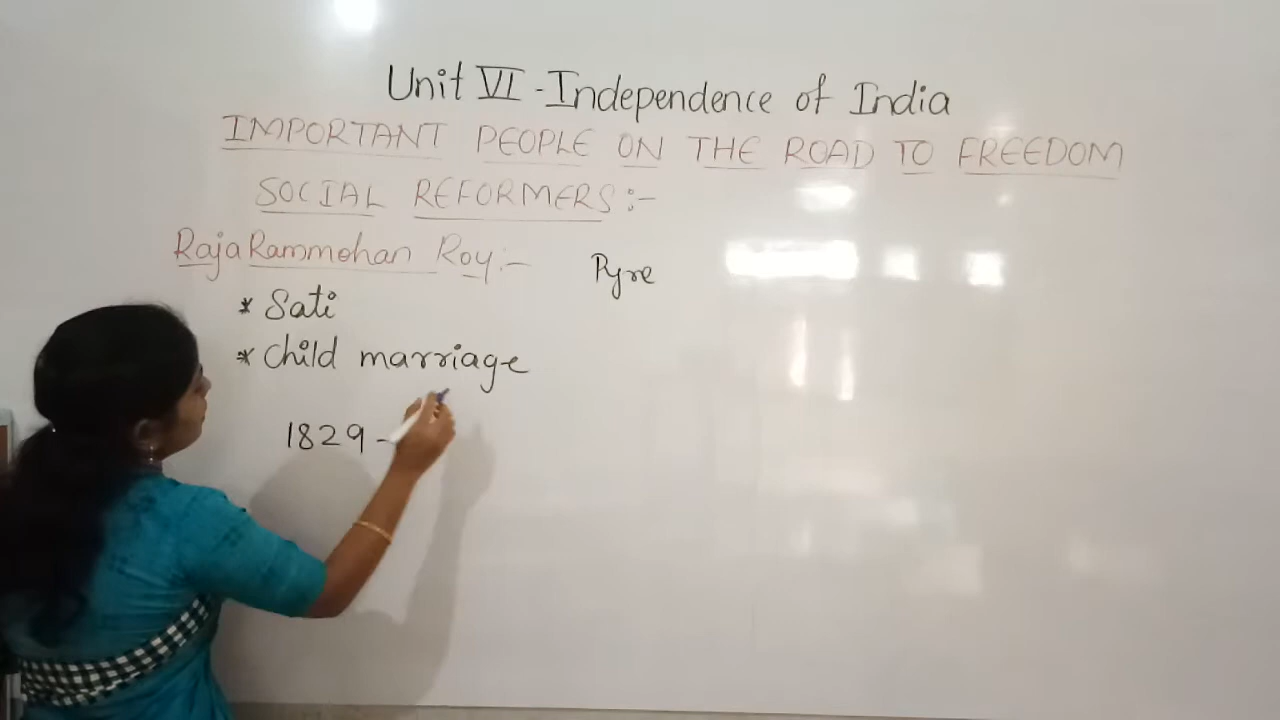 Unit VI - Independence of India
IMPORTANT PEOPLE ON THE ROAD TO FREEDOM
SOCIAL REFORMERS :-
Raja Rammohan Roy :-
Pyre
* Sati
* Child marriage
1829 -